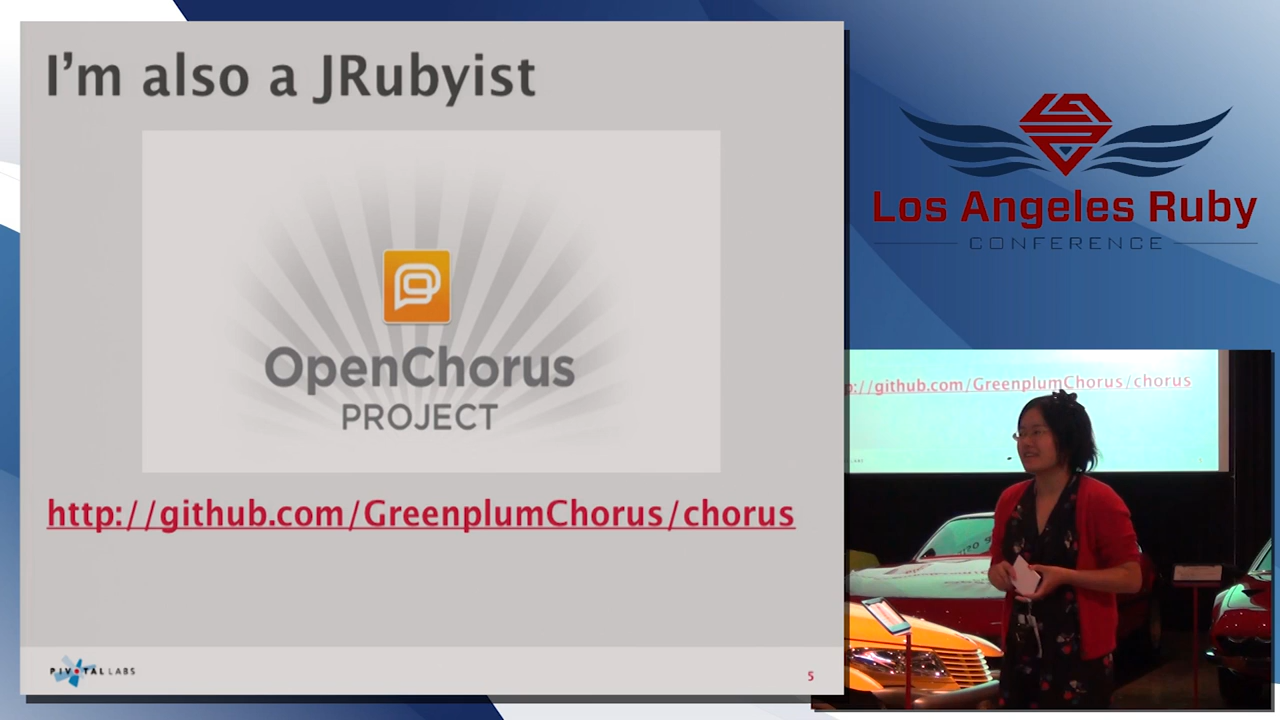 I'm also a JRubyist
OpenChorus
PROJECT
http://github.com/GreenplumChorus/chorus
PIVOTAL LABS
5
Los Angeles Ruby
CONFERENCE
p://github.com/GreenplumChorus/chorus